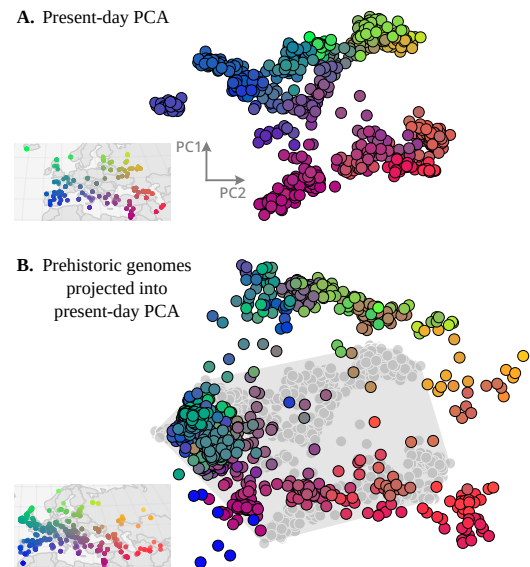 A. Present-day PCA
PC1
PC2
B. Prehistoric genomes
projected into
present-day PCA